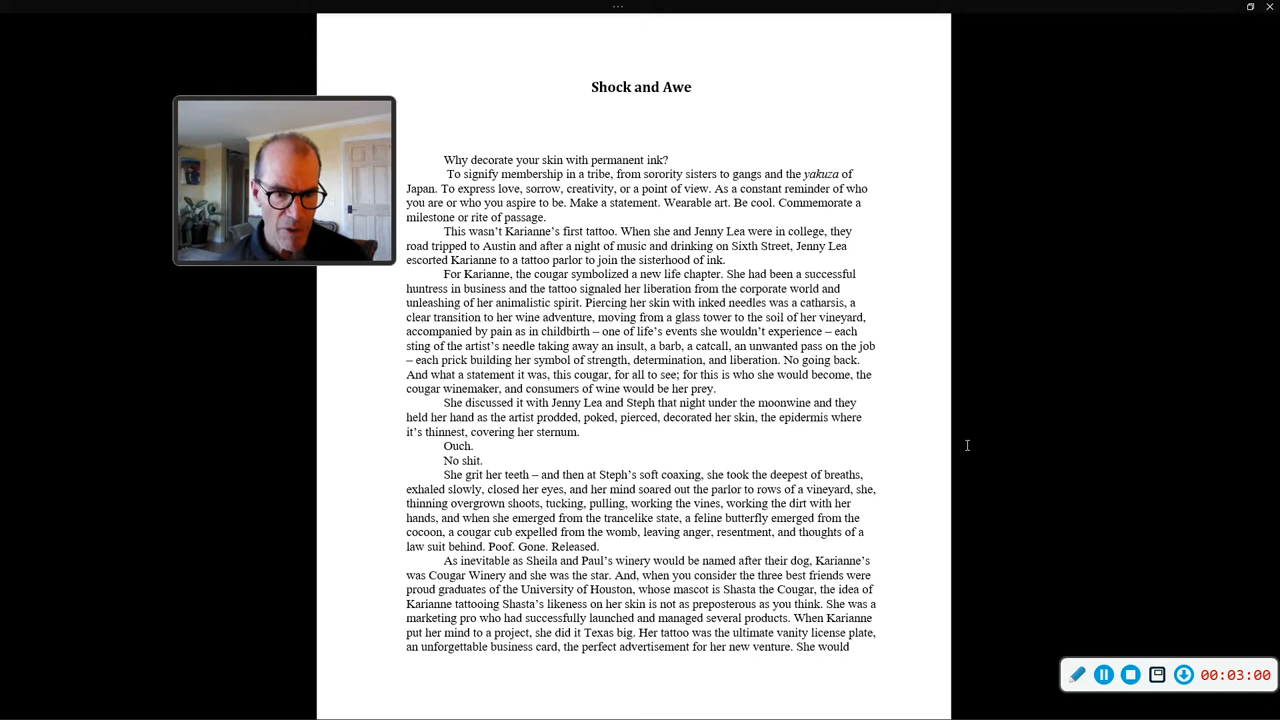 Shock and Awe
Why decorate your skin with permanent ink?
To signify membership in a tribe, from sorority sisters to gangs and the yakuza of
Japan. To express love, sorrow, creativity, or a point of view. As a constant reminder of who
you are or who you aspire to be. Make a statement. Wearable art. Be cool. Commemorate a
milestone or rite of passage.
This wasn’t Karianne’s first tattoo. When she and Jenny Lea were in college, they
road tripped to Austin and after a night of music and drinking on Sixth Street, Jenny Lea
escorted Karianne to a tattoo parlor to join the sisterhood of ink.
For Karianne, the cougar symbolized a new life chapter. She had been a successful
huntress in business and the tattoo signaled her liberation from the corporate world and
unleashing of her animalistic spirit. Piercing her skin with inked needles was a catharsis, a
clear transition to her wine adventure, moving from a glass tower to the soil of her vineyard,
accompanied by pain as in childbirth – one of life’s events she wouldn’t experience – each
sting of the artist’s needle taking away an insult, a barb, a catcall, an unwanted pass on the job
– each prick building her symbol of strength, determination, and liberation. No going back.
And what a statement it was, this cougar, for all to see; for this is who she would become, the
cougar winemaker, and consumers of wine would be her prey.
She discussed it with Jenny Lea and Steph that night under the moonwine and they
held her hand as the artist prodded, poked, pierced, decorated her skin, the epidermis where
it’s thinnest, covering her sternum.
Ouch.
No shit.
She grit her teeth – and then at Steph’s soft coaxing, she took the deepest of breaths,
exhaled slowly, closed her eyes, and her mind soared out the parlor to rows of a vineyard, she,
thinning overgrown shoots, tucking, pulling, working the vines, working the dirt with her
hands, and when she emerged from the trancelike state, a feline butterfly emerged from the
cocoon, a cougar cub expelled from the womb, leaving anger, resentment, and thoughts of a
law suit behind. Poof. Gone. Released.
As inevitable as Sheila and Paul’s winery would be named after their dog, Karianne’s
was Cougar Winery and she was the star. And, when you consider the three best friends were
proud graduates of the University of Houston, whose mascot is Shasta the Cougar, the idea of
Karianne tattooing Shasta’s likeness on her skin is not as preposterous as you think. She was a
marketing pro who had successfully launched and managed several products. When Karianne
put her mind to a project, she did it Texas big. Her tattoo was the ultimate vanity license plate,
an unforgettable business card, the perfect advertisement for her new venture. She would
00:03:00